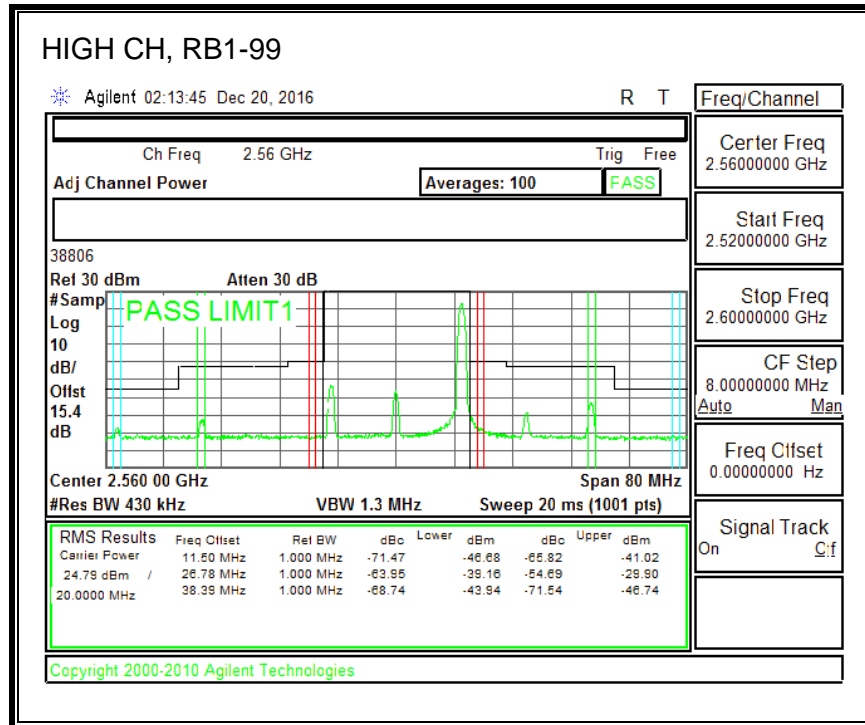 HIGH CH, RB1-99
Agilent 02:13:45 Dec 20, 2016 R T
Freq/Channel
Ch Freq 2.56 GHz Trig Free
Adj Channel Power Averages: 100 PASS
38806
Ref 30 dBm Atten 30 dB
#Samp
Log
10
dB/
Offst
15.4
dB
PASS LIMIT1
Center 2.560 00 GHz Span 80 MHz
#Res BW 430 kHz VBW 1.3 MHz Sweep 20 ms (1001 pts)
RMS Results Freq Offset Ref BW dBc Lower dBm dBc Upper dBm
Carrier Power 11.50 MHz 1.000 MHz -71.47 -46.68 -65.82 -41.02
24.79 dBm / 26.78 MHz 1.000 MHz -63.95 -39.16 -54.69 -29.90
20.0000 MHz 38.39 MHz 1.000 MHz -68.74 -43.94 -71.54 -46.74
Copyright 2000-2010 Agilent Technologies
Center Freq
2.56000000 GHz
Start Freq
2.52000000 GHz
Stop Freq
2.60000000 GHz
CF Step
8.00000000 MHz
Auto Man
Freq Offset
0.00000000 Hz
Signal Track
On Off